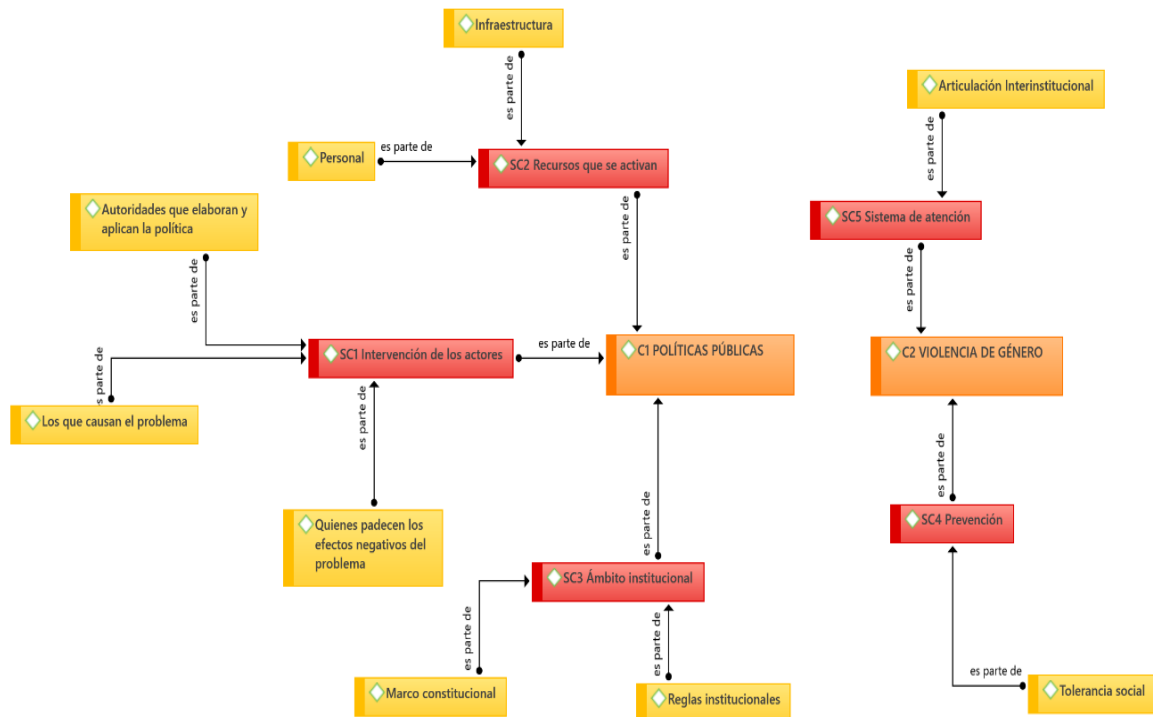 Infraestructura
es parte de
Personal
es parte de
SC2 Recursos que se activan
es parte de
Autoridades que elaboran y
aplican la política
es parte de
SC1 Intervención de los actores
es parte de
C1 POLÍTICAS PÚBLICAS
es parte de
Los que causan el problema
es parte de
Quienes padecen los
efectos negativos del
problema
es parte de
SC3 Ámbito institucional
es parte de
Marco constitucional
es parte de
Reglas institucionales
Articulación Interinstitucional
es parte de
SC5 Sistema de atención
es parte de
C2 VIOLENCIA DE GÉNERO
es parte de
SC4 Prevención
es parte de
Tolerancia social